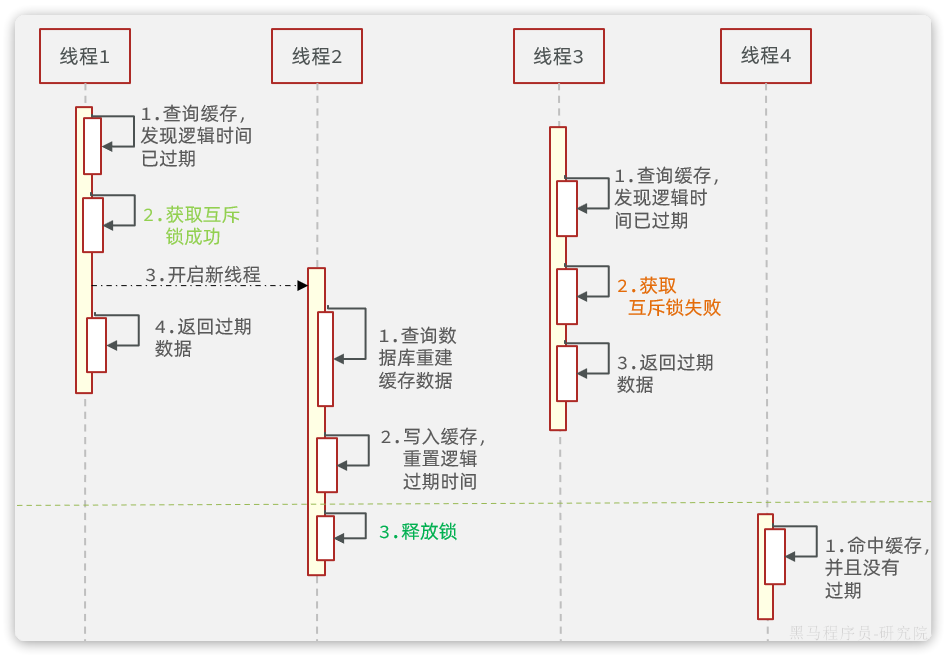 线程1
线程2
线程3
线程4
1.查询缓存,
发现逻辑时间
已过期
2.获取互斥
锁成功
3.开启新线程
4.返回过期
数据
1.查询数
据库重建
缓存数据
2.写入缓存,
重置逻辑
过期时间
3.释放锁
1.查询缓存,
发现逻辑时
间已过期
2.获取
互斥锁失败
3.返回过期
数据
1.命中缓存,
并且没有
过期
黑马程序员-研究院